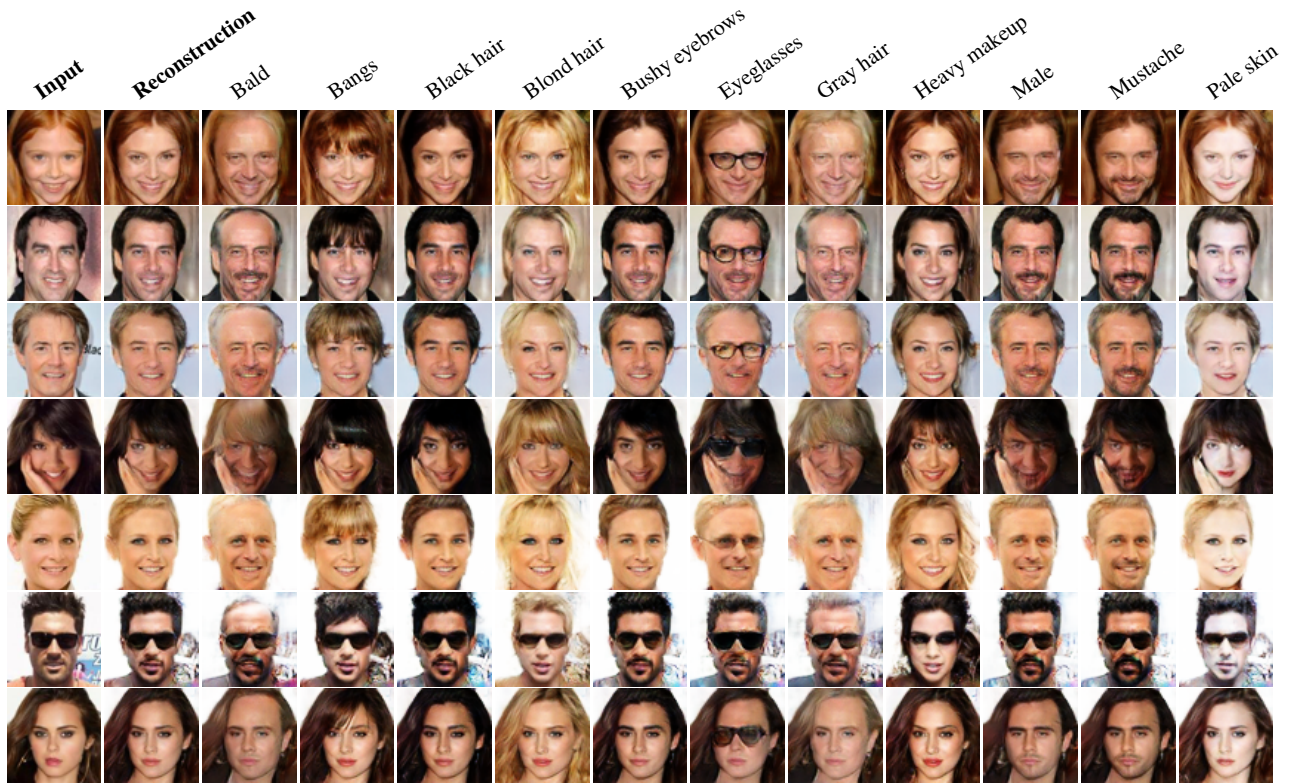 Input
Reconstruction
Bald
Bangs
Black hair
Blond hair
Bushy eyebrows
Eyeglasses
Gray hair
Heavy makeup
Male
Mustache
Pale skin